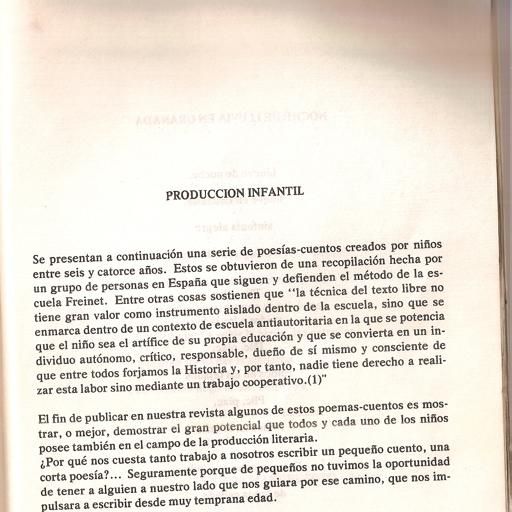 PRODUCCION INFANTIL
Se presentan a continuación una serie de poesías-cuentos creados por niños
entre seis y catorce años. Estos se obtuvieron de una recopilación hecha por
un grupo de personas en España que siguen y defienden el método de la es-
cuela Freinet. Entre otras cosas sostienen que "la técnica del texto libre no
tiene gran valor como instrumento aislado dentro de la escuela, sino que se
enmarca dentro de un contexto de escuela antiautoritaria en la que se potencia
que el niño sea el artífice de su propia educación y que se convierta en un in-
dividuo autónomo, crítico, responsable, dueño de sí mismo y consciente de
que entre todos forjamos la Historia y, por tanto, nadie tiene derecho a reali-
zar esta labor sino mediante un trabajo cooperativo.(1)"
El fin de publicar en nuestra revista algunos de estos poemas-cuentos es mos-
trar, o mejor, demostrar el gran potencial que todos y cada uno de los niños
posee también en el campo de la producción literaria.
¿Por qué nos cuesta tanto trabajo a nosotros escribir un pequeño cuento, una
corta poesía?... Seguramente porque de pequeños no tuvimos la oportunidad
de tener a alguien a nuestro lado que nos guiara por ese camino, que nos im-
pulsara a escribir desde muy temprana edad.